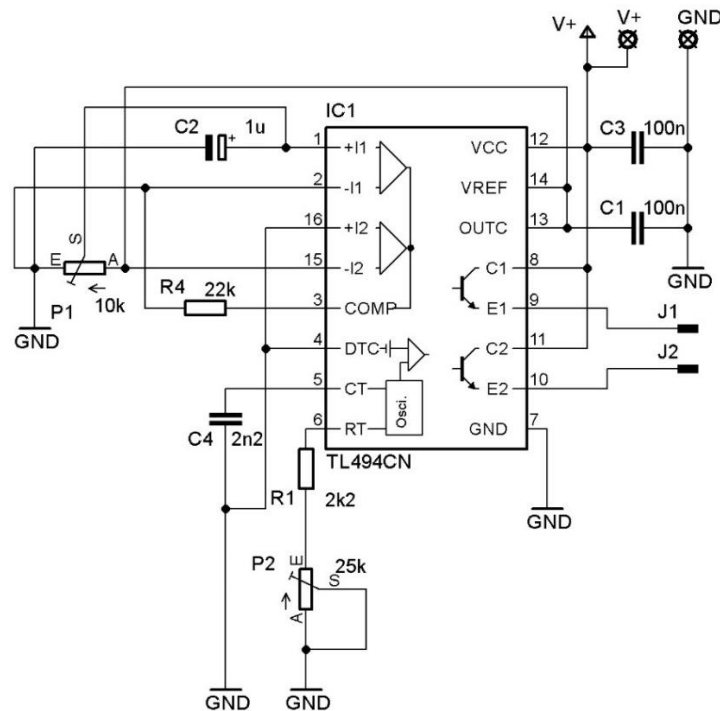 V+ V+ GND
IC1
C2 1u
+
1 +I1 VCC 12
C3 100n
2 -I1 VREF 14
16 +I2 OUTC 13
C1 100n
E S A
15 -I2 C1 8
P1 10k
R4 22k
3 COMP E1 9
J1
GND
GND
4 DTC C2 11
J2
5 CT E2 10
Osci.
C4 2n2
6 RT GND 7
TL494CN
R1 2k2
GND
P2 E 25k
S
A
GND GND